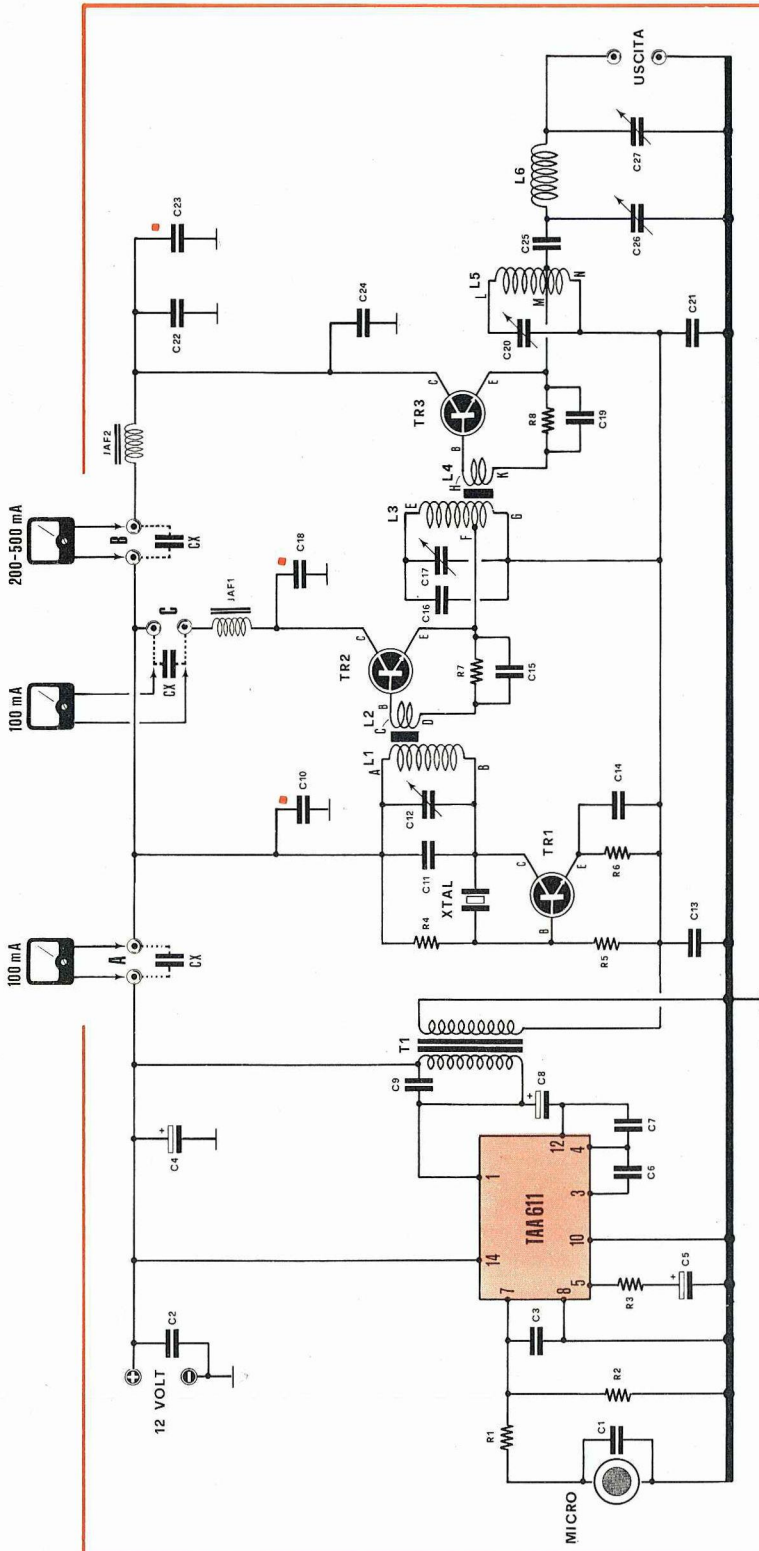 100 mA
100 mA
200-500 mA
A
CX
C
CX
B
CX
JAF2
JAF1
12 VOLT
C2
C4
+
C10
C18
C22
C23
C24
TAA611
14
1
7
8
5
10
3
4
12
C9
T1
C8
+
C7
C6
C3
R1
R2
R3
C5
+
C1
MICRO
R4
C11
C12
XTAL
A
L1
B
C
L2
D
B
C
E
TR1
R5
R6
C13
C14
B
C
E
TR2
R7
C15
C16
C17
L3
E
F
G
H
L4
K
B
C
E
TR3
R8
C19
C20
L5
L
M
N
C21
C25
L6
C26
C27
USCITA